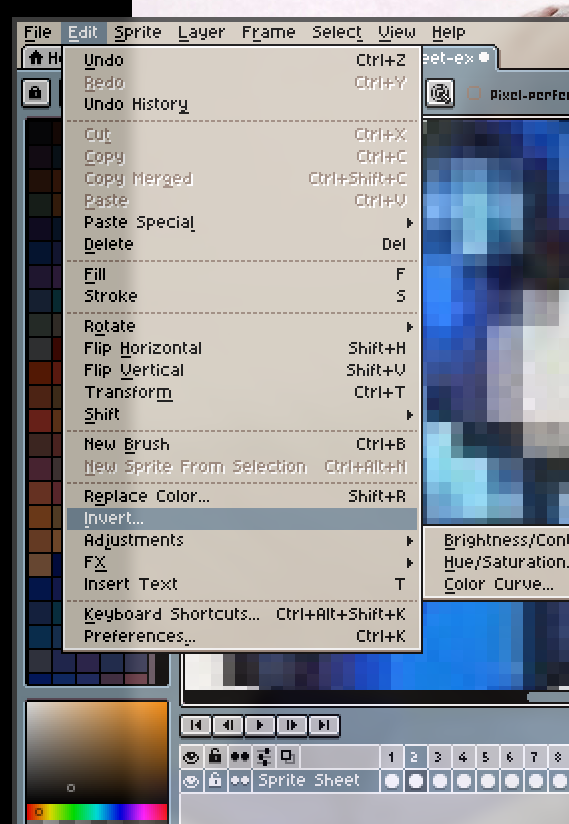 File Edit Sprite Layer Frame Select View Help
eet-ex
Pixel-perfe
Undo Ctrl+Z
Redo Ctrl+Y
Undo History
Cut Ctrl+X
Copy Ctrl+C
Copy Merged Ctrl+Shift+C
Paste Ctrl+V
Paste Special
Delete Del
Fill F
Stroke S
Rotate
Flip Horizontal Shift+H
Flip Vertical Shift+V
Transform Ctrl+T
Shift
New Brush Ctrl+B
New Sprite From Selection Ctrl+Alt+N
Replace Color... Shift+R
Invert...
Adjustments
Brightness/Con
FX
Hue/Saturation.
Insert Text T
Color Curve...
Keyboard Shortcuts... Ctrl+Alt+Shift+K
Preferences... Ctrl+K
1 2 3 4 5 6 7 8
Sprite Sheet